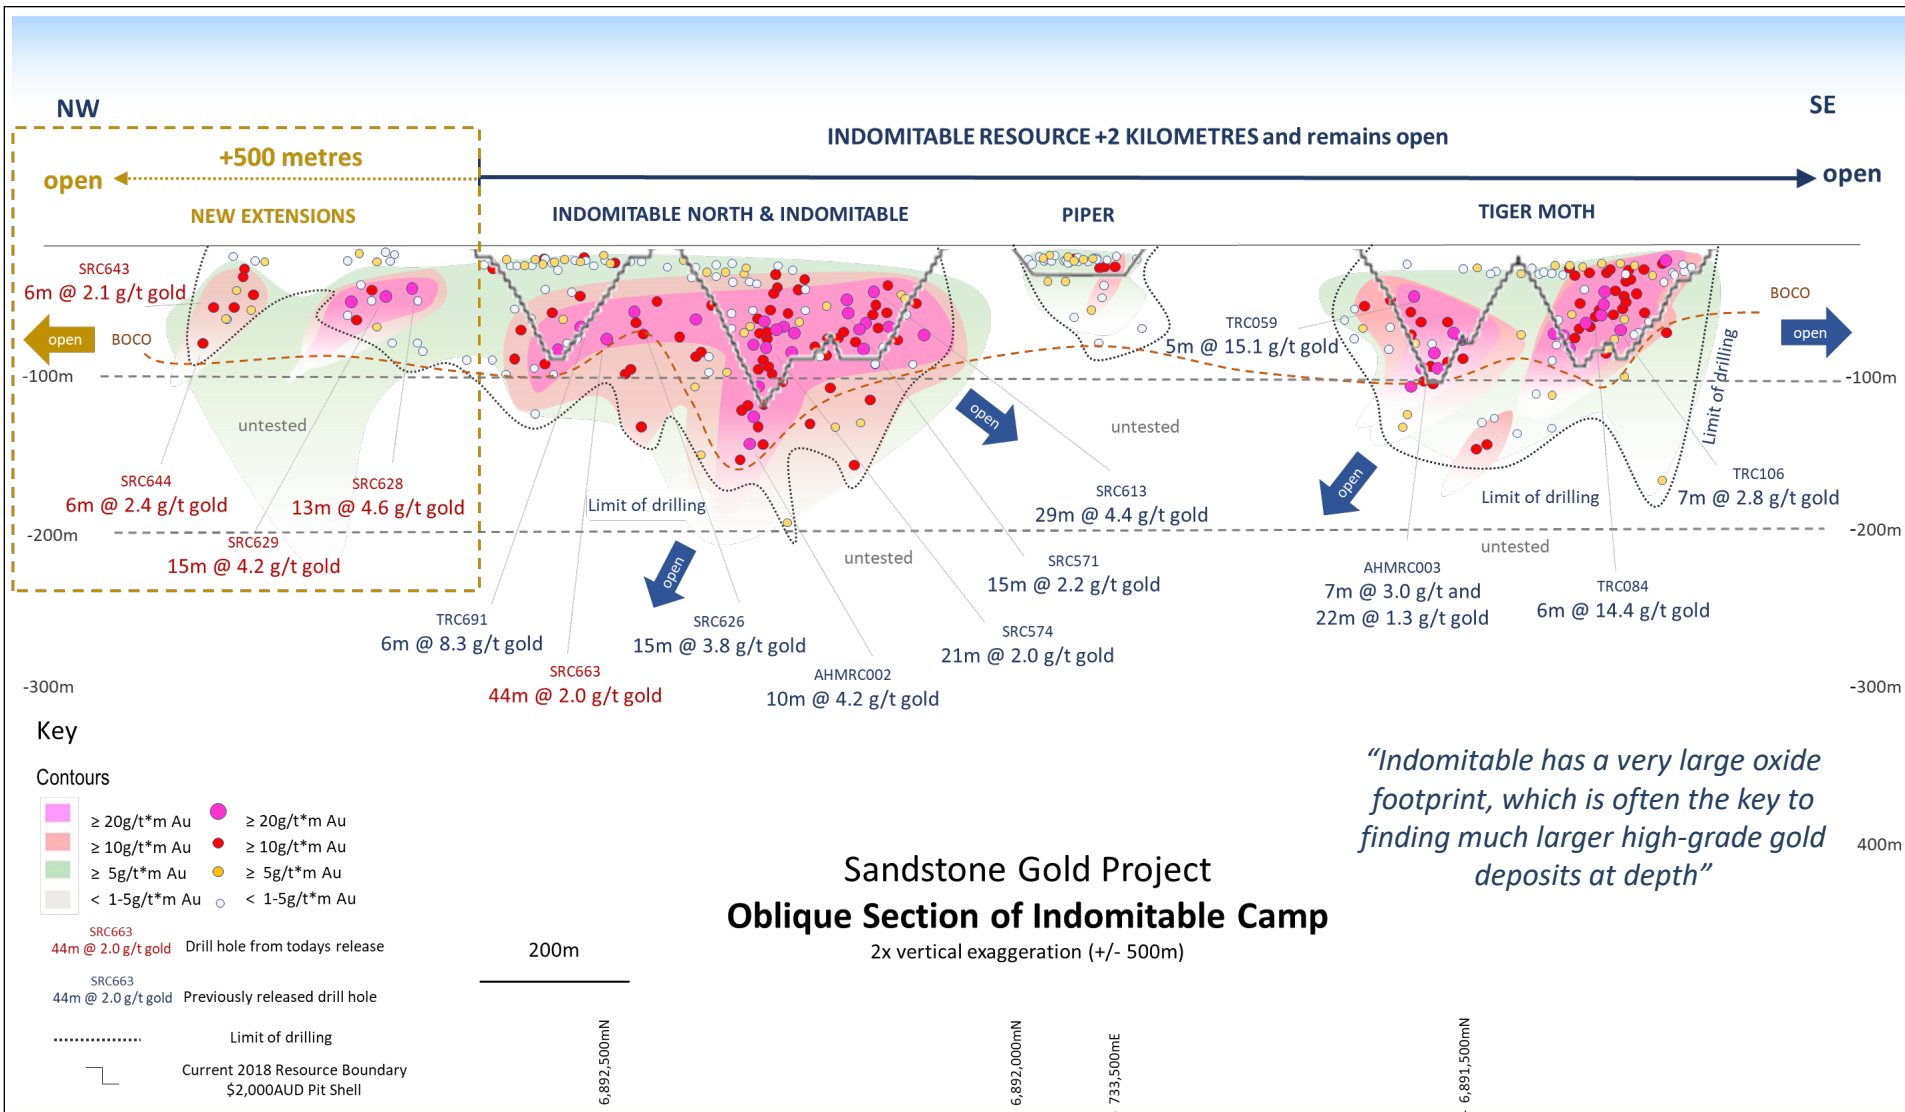 NW
SE
INDOMITABLE RESOURCE +2 KILOMETRES and remains open
+500 metres
open
open
NEW EXTENSIONS
INDOMITABLE NORTH & INDOMITABLE
PIPER
TIGER MOTH
SRC643
6m @ 2.1 g/t gold
BOCO
open
BOCO
open
TRC059
5m @ 15.1 g/t gold
-100m
-100m
Limit of drilling
untested
untested
open
open
SRC644
6m @ 2.4 g/t gold
SRC628
13m @ 4.6 g/t gold
Limit of drilling
SRC613
29m @ 4.4 g/t gold
Limit of drilling
TRC106
7m @ 2.8 g/t gold
-200m
-200m
SRC629
15m @ 4.2 g/t gold
open
untested
untested
SRC571
15m @ 2.2 g/t gold
AHMRC003
7m @ 3.0 g/t and
22m @ 1.3 g/t gold
TRC084
6m @ 14.4 g/t gold
TRC691
6m @ 8.3 g/t gold
SRC626
15m @ 3.8 g/t gold
SRC574
21m @ 2.0 g/t gold
SRC663
44m @ 2.0 g/t gold
AHMRC002
10m @ 4.2 g/t gold
-300m
-300m
Key
Contours
≥ 20g/t*m Au
≥ 20g/t*m Au
≥ 10g/t*m Au
≥ 10g/t*m Au
≥ 5g/t*m Au
≥ 5g/t*m Au
< 1-5g/t*m Au
< 1-5g/t*m Au
SRC663
44m @ 2.0 g/t gold
Drill hole from todays release
SRC663
44m @ 2.0 g/t gold
Previously released drill hole
Limit of drilling
Current 2018 Resource Boundary
$2,000AUD Pit Shell
"Indomitable has a very large oxide
footprint, which is often the key to
finding much larger high-grade gold
deposits at depth"
400m
Sandstone Gold Project
Oblique Section of Indomitable Camp
2x vertical exaggeration (+/- 500m)
200m
6,892,500mN
6,892,000mN
733,500mE
6,891,500mN